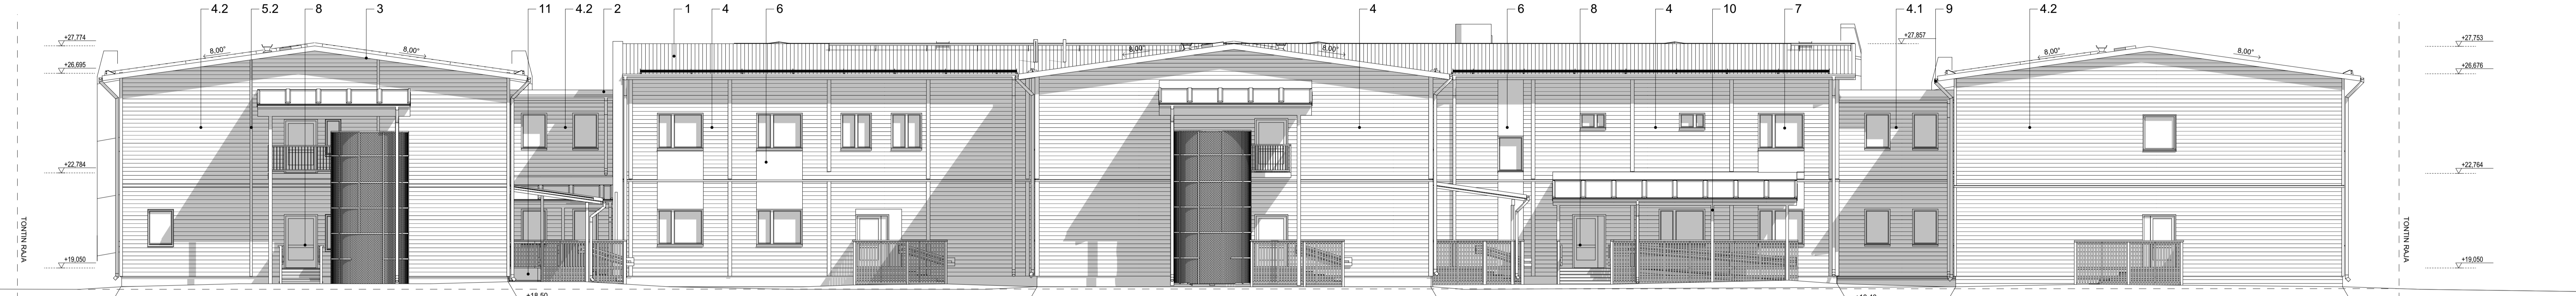 4.2 5.2 8 3 11 4.2 2 1 4 6 4 6 8 4 10 7 4.1 9 4.2
+27,774 8,00° 8,00° 8,00° 8,00° +27,857 8,00° 8,00° +27,753
+26,695 +26,676
+22,784 +22,764
TONTIN RAJA TONTIN RAJA
+19,050 +19,050
+18,50